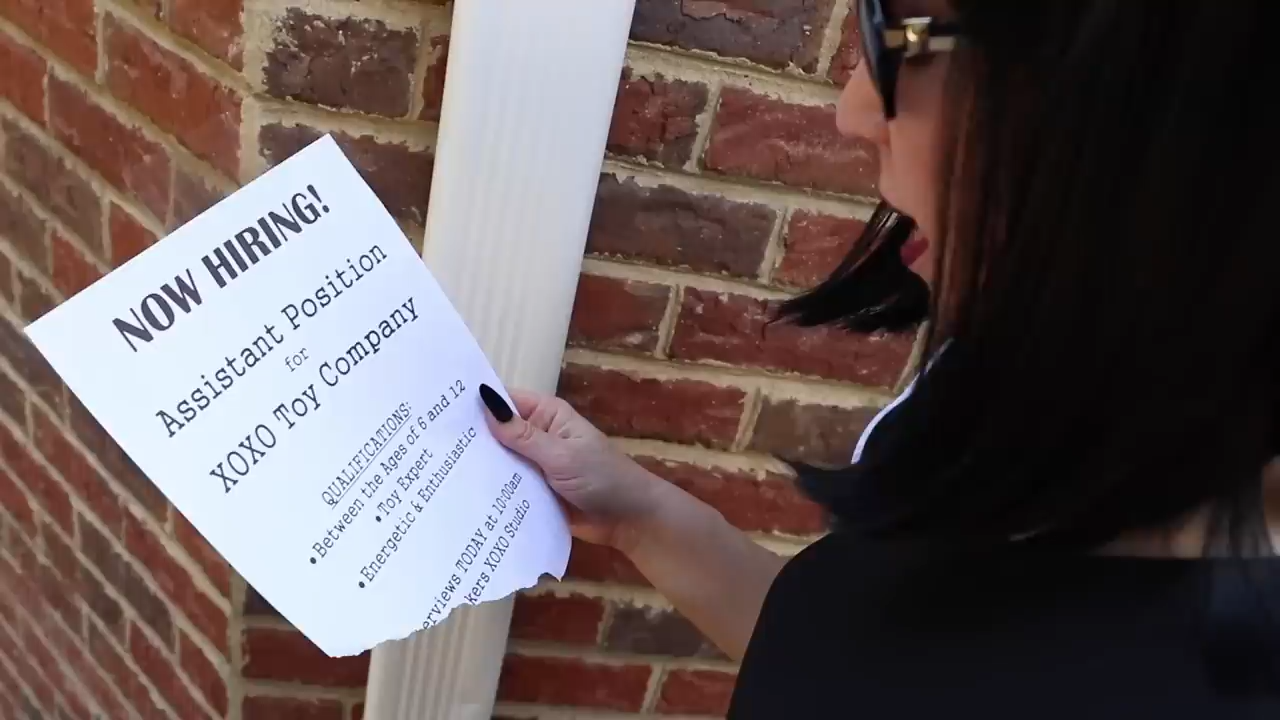 NOW HIRING!
Assistant Position
for
XOXO Toy Company
QUALIFICATIONS:
• Between the Ages of 6 and 12
• Toy Expert
• Energetic & Enthusiastic
erviews TODAY at 10:00am
kers XOXO Studio